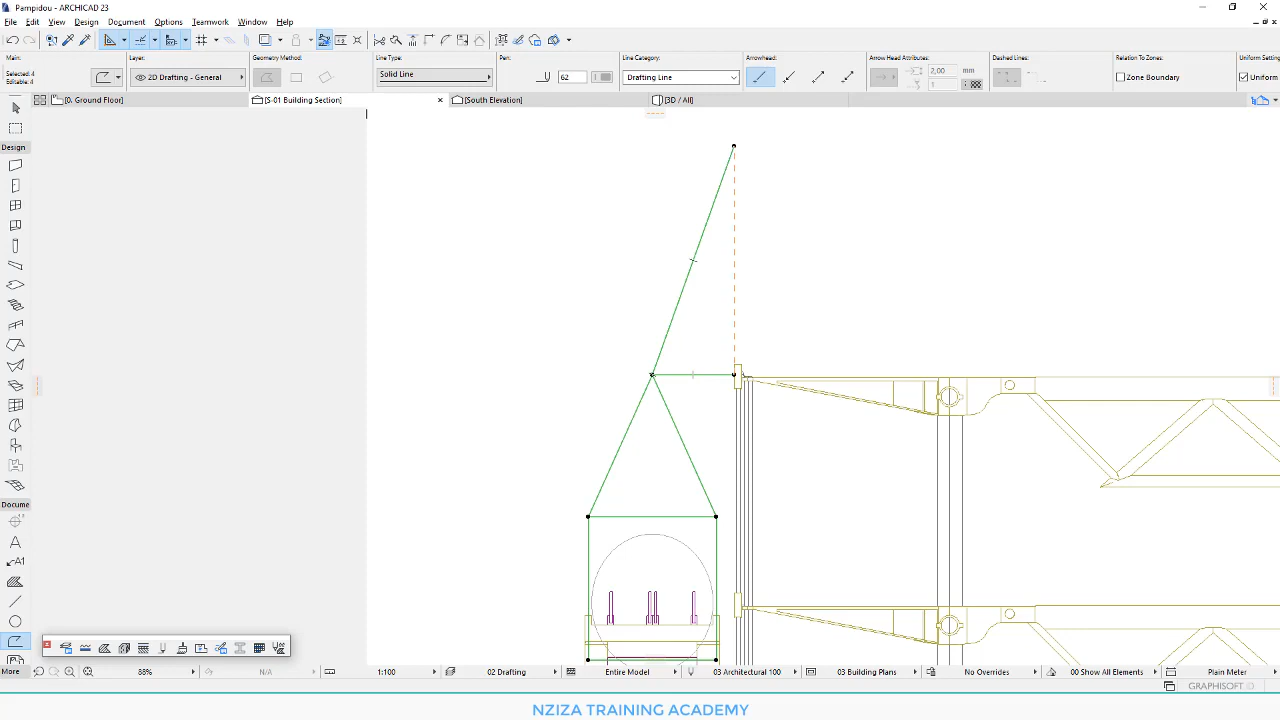 Pampidou - ARCHICAD 23
File Edit View Design Document Options Teamwork Window Help
Main: Layer: Geometry Method: Line Type: Pen: Line Category: Arrowhead: Arrow Head Attributes: Dashed Lines: Relation To Zones: Uniform Setting
Selected: 4
Editable: 4
2D Drafting - General
Solid Line
62
Drafting Line
2,00 mm
1
Zone Boundary
Uniform
[0. Ground Floor]
[S-01 Building Section]
[South Elevation]
[3D / All]
Design
Docume
A
A1
More
88%
N/A
1:100
02 Drafting
Entire Model
03 Architectural 100
03 Building Plans
No Overrides
00 Show All Elements
Plain Meter
GRAPHISOFT
NZIZA TRAINING ACADEMY